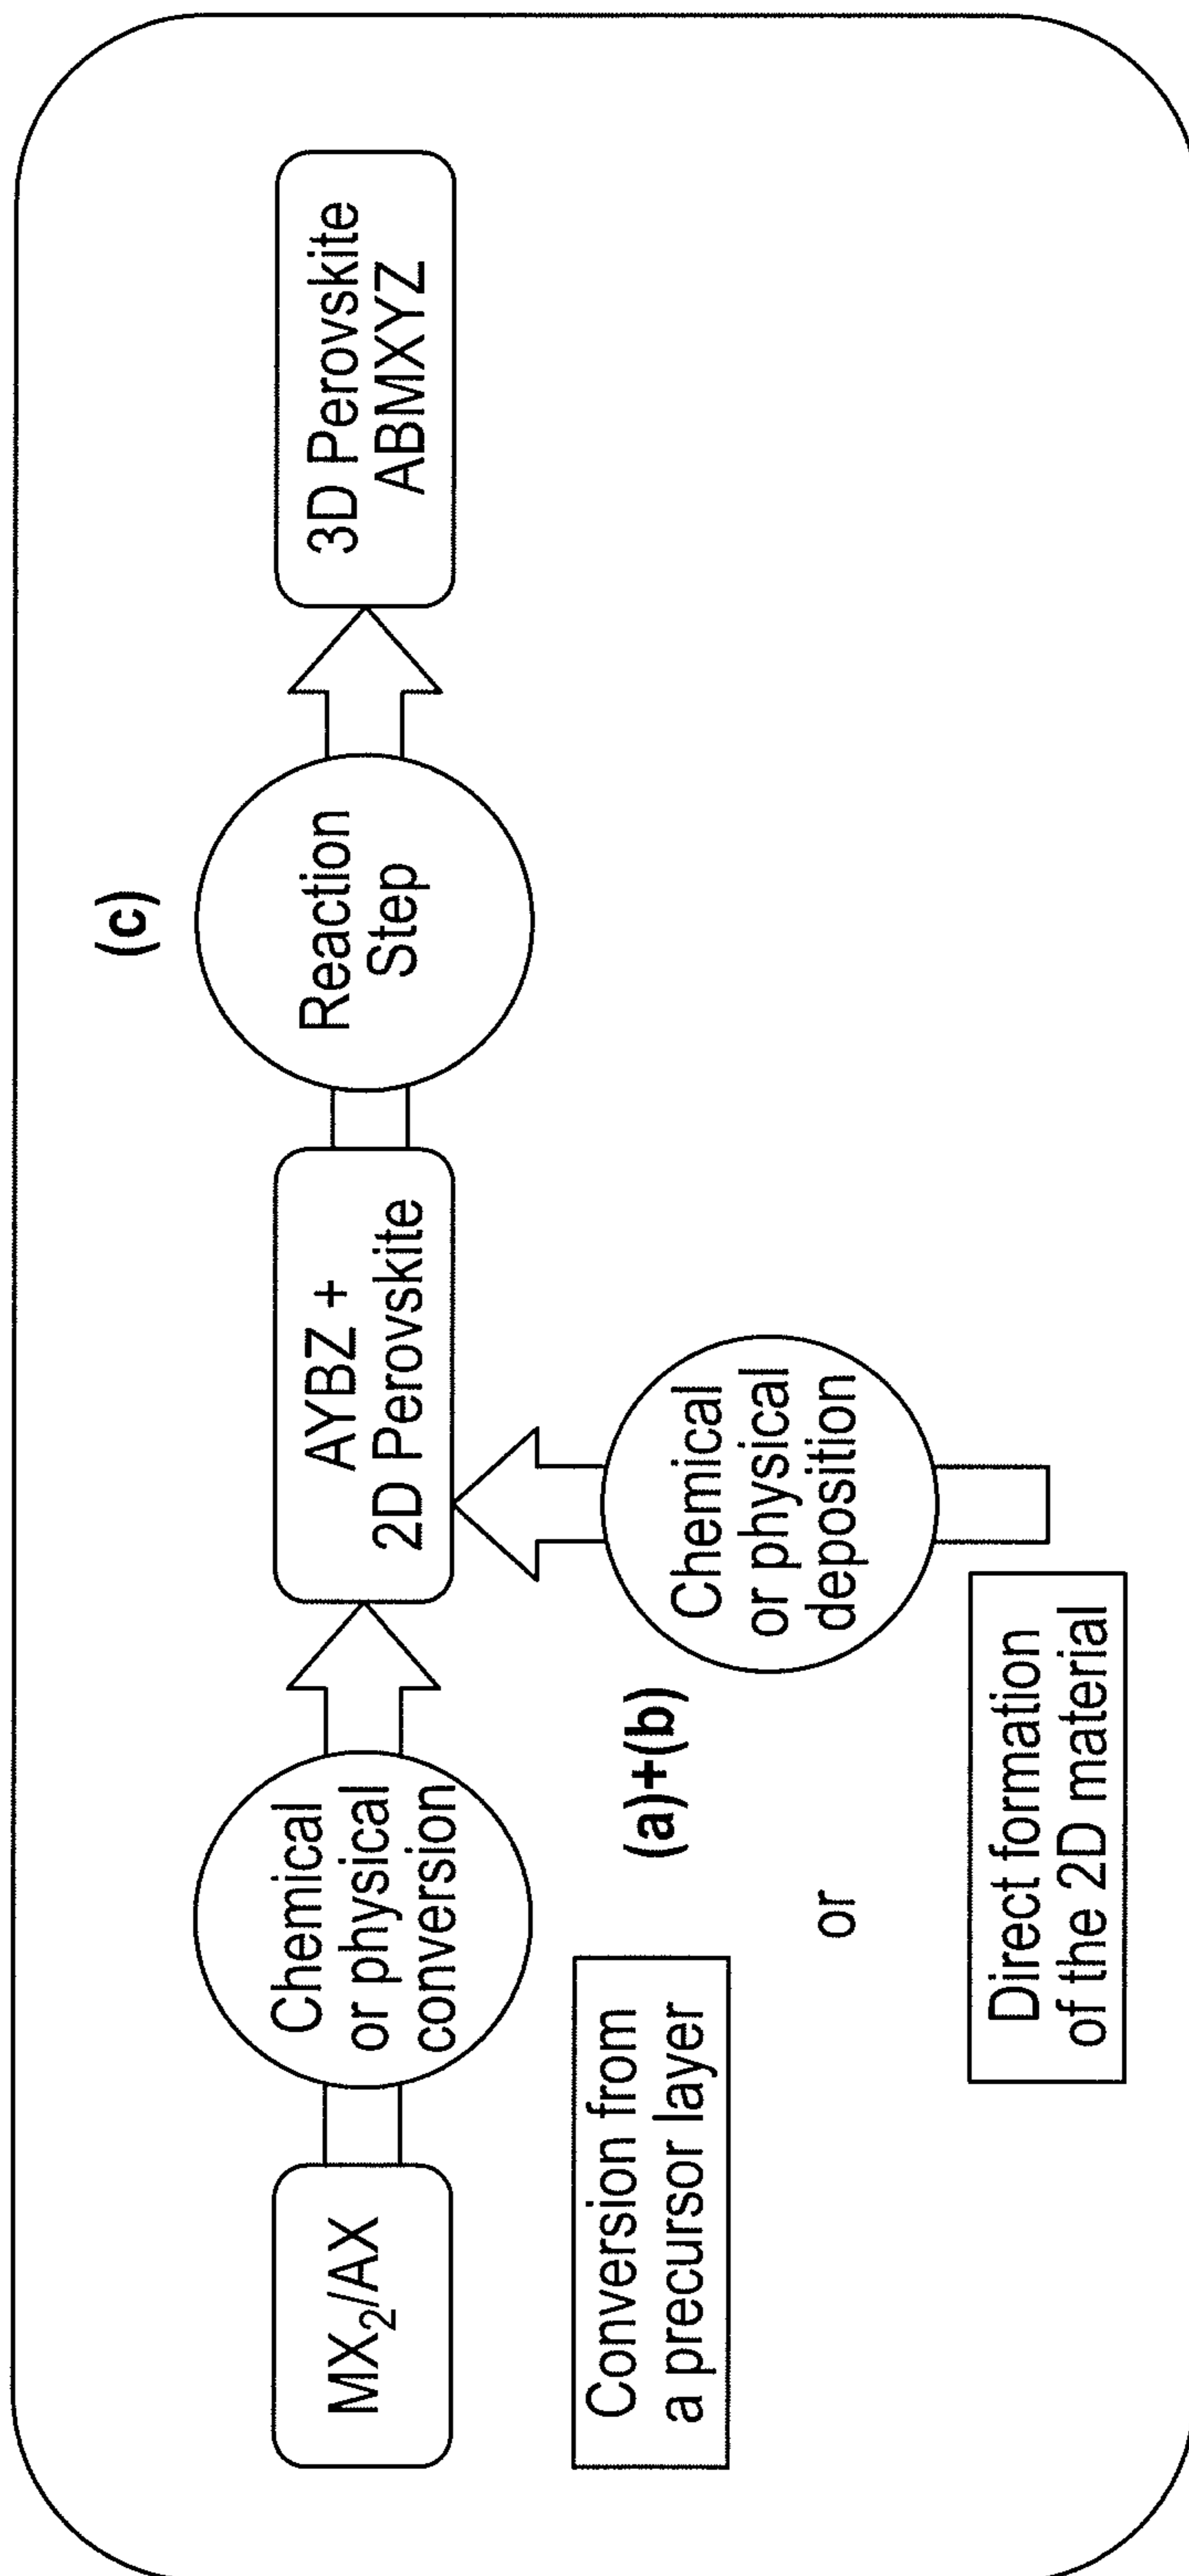 (c)
MX₂/AX
Chemical
or physical
conversion
AYBZ +
2D Perovskite
Reaction
Step
3D Perovskite
ABMXYZ
Conversion from
a precursor layer
(a)+(b)
or
Chemical
or physical
deposition
Direct formation
of the 2D material